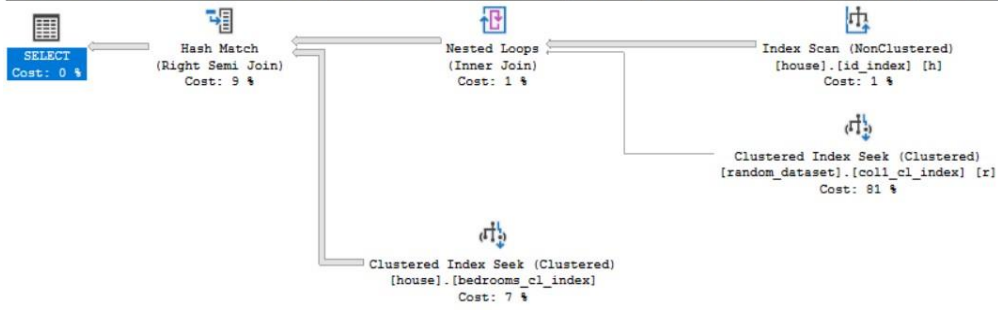 SELECT
Cost: 0 %
Hash Match
(Right Semi Join)
Cost: 9 %
Nested Loops
(Inner Join)
Cost: 1 %
Index Scan (NonClustered)
[house].[id_index] [h]
Cost: 1 %
Clustered Index Seek (Clustered)
[random_dataset].[col1_cl_index] [r]
Cost: 81 %
Clustered Index Seek (Clustered)
[house].[bedrooms_cl_index]
Cost: 7 %